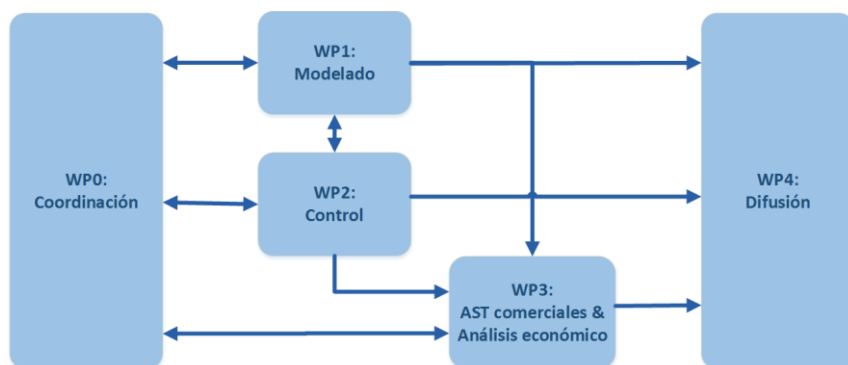 WP0:
Coordinación
WP1:
Modelado
WP2:
Control
WP3:
AST comerciales &
Análisis económico
WP4:
Difusión